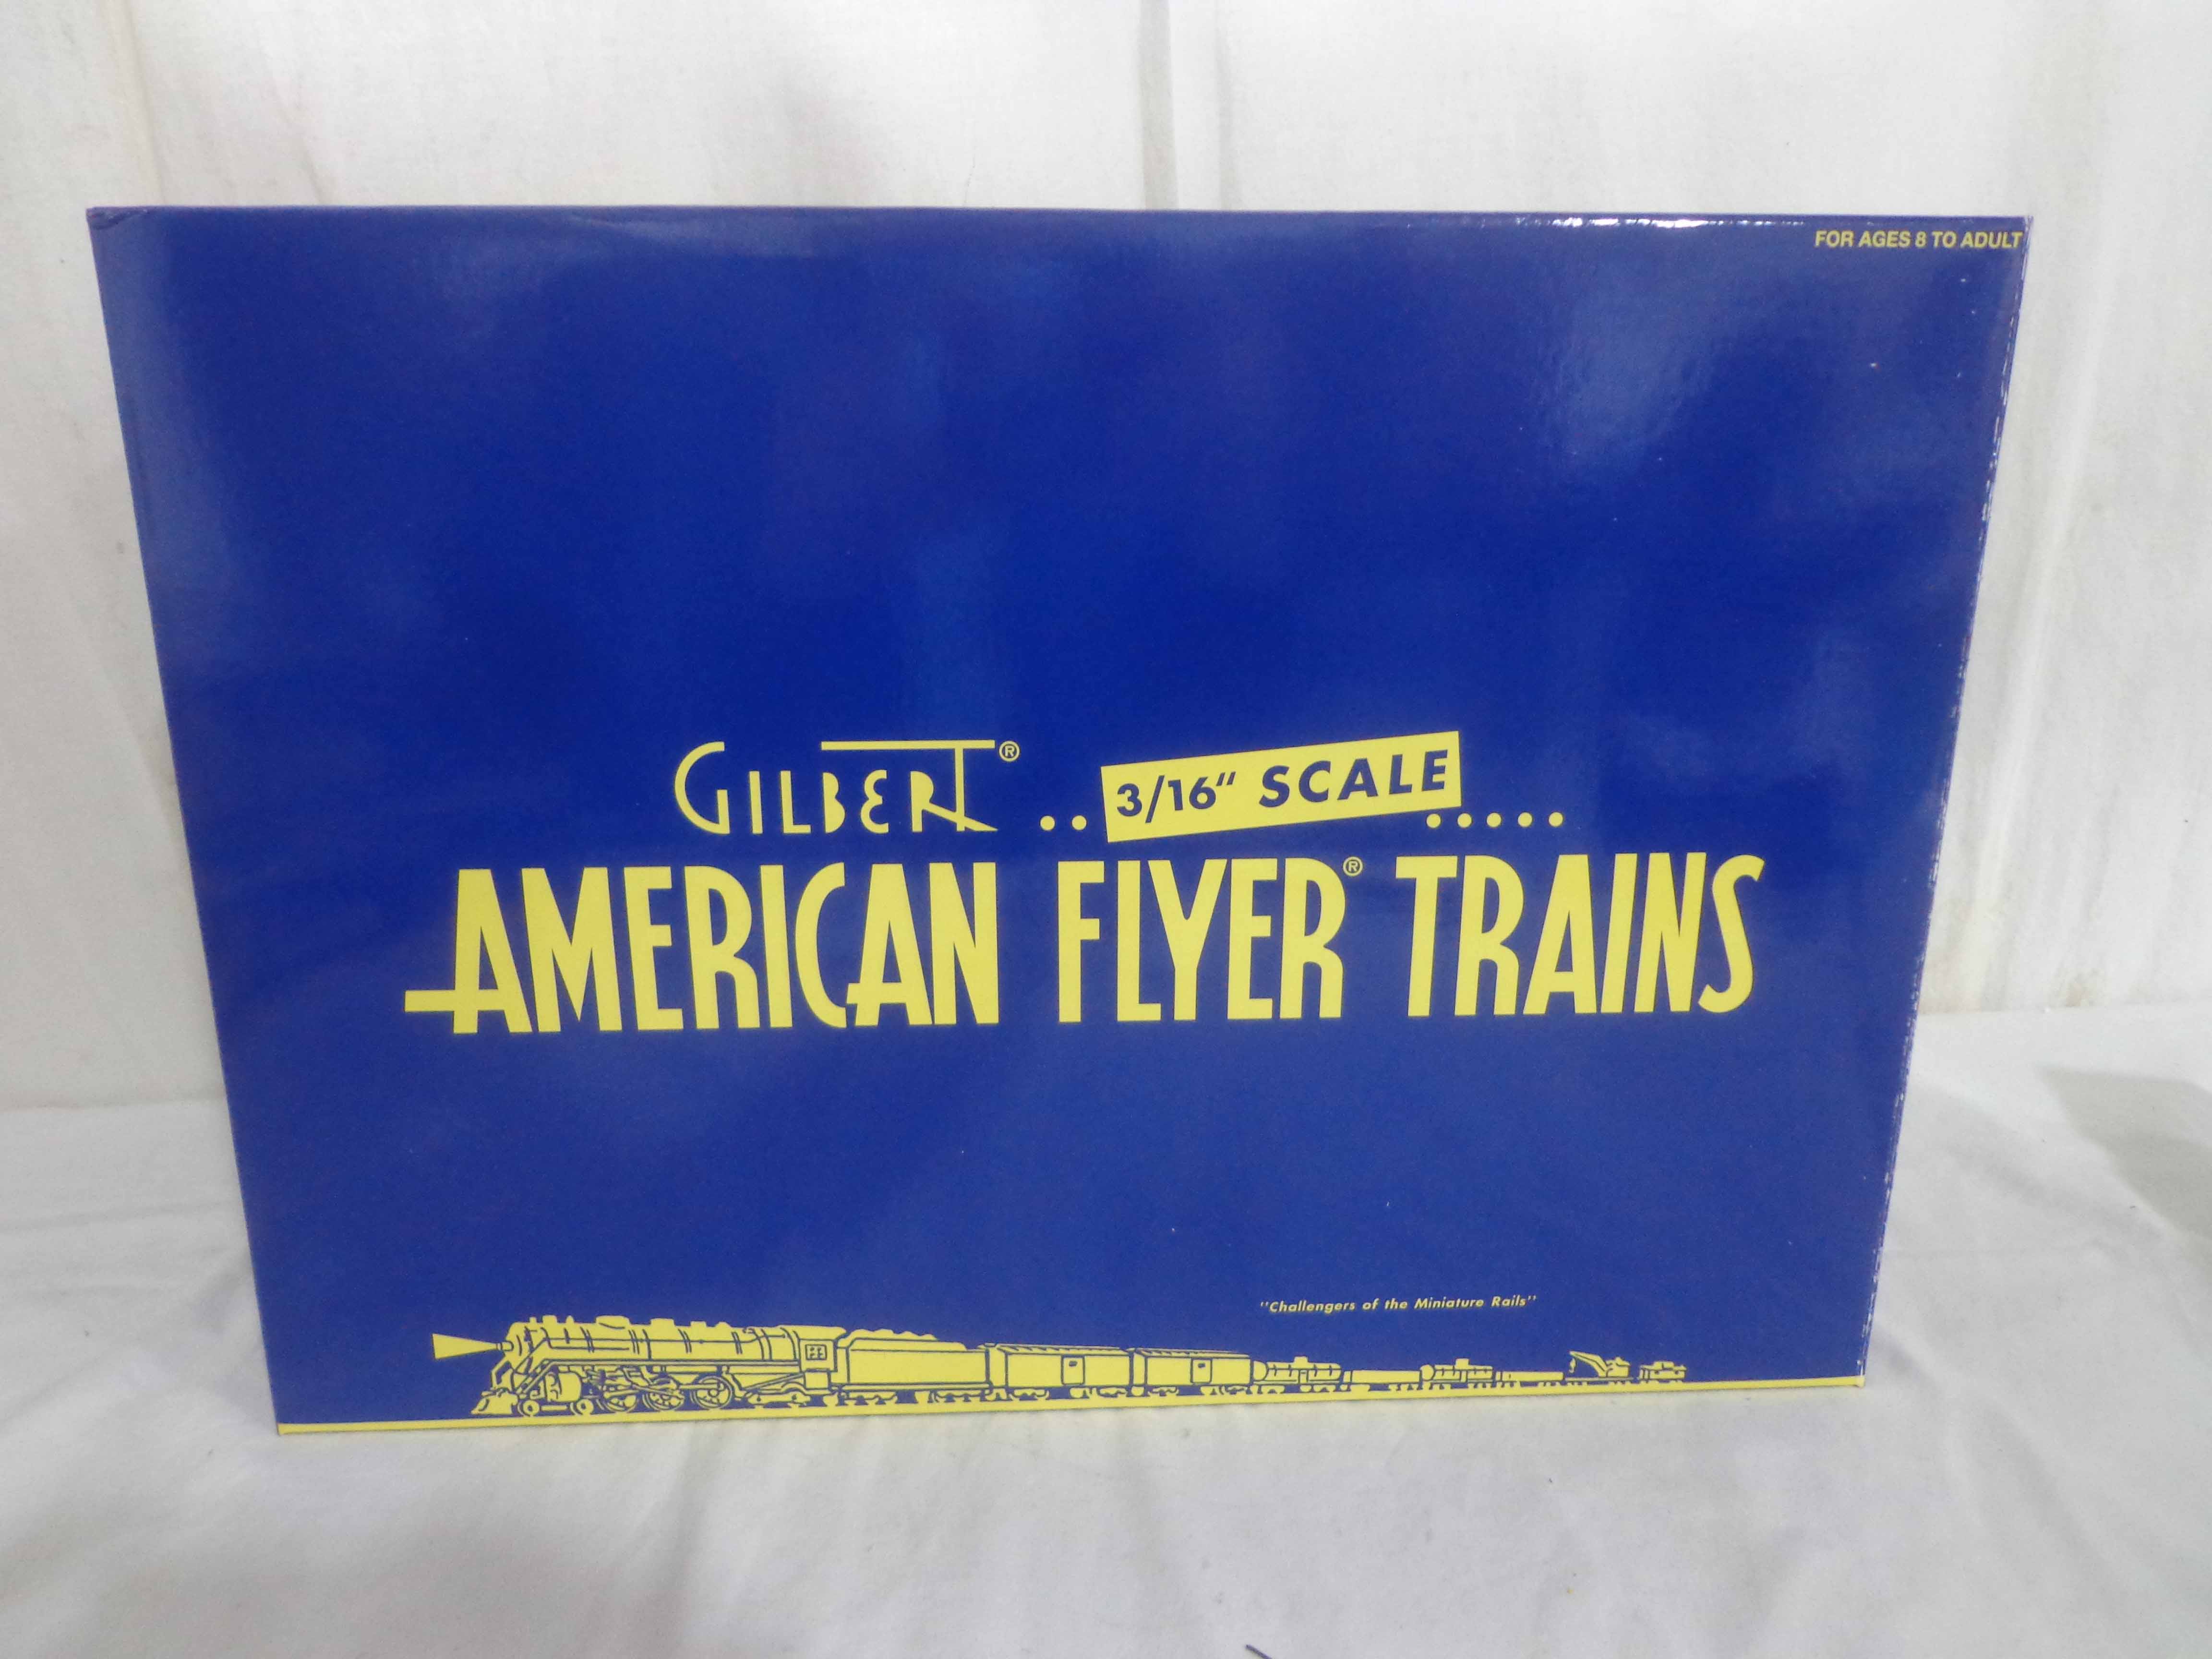 FOR AGES 8 TO ADULT
GILBERT® .. 3/16" SCALE .....
AMERICAN FLYER® TRAINS
"Challengers of the Miniature Rails"